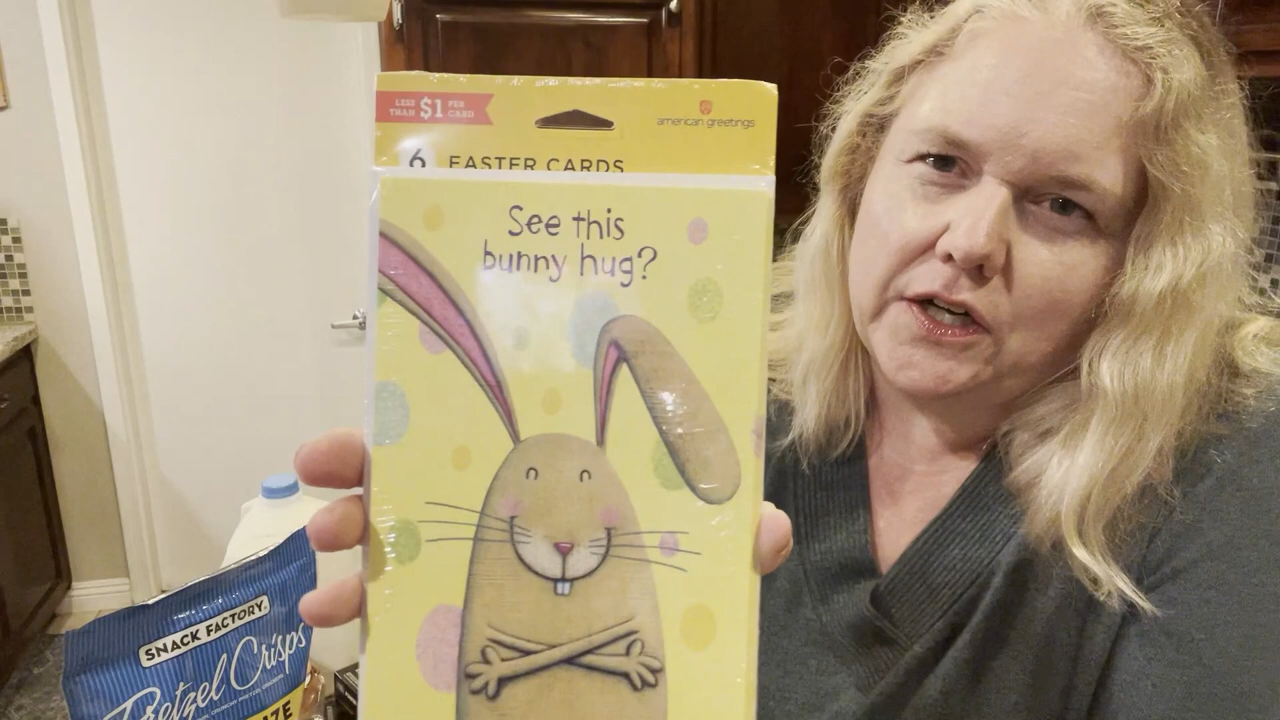 LESS THAN $1 PER CARD
american greetings
6 EASTER CARDS
See this
bunny hug?
SNACK FACTORY
Pretzel Crisps